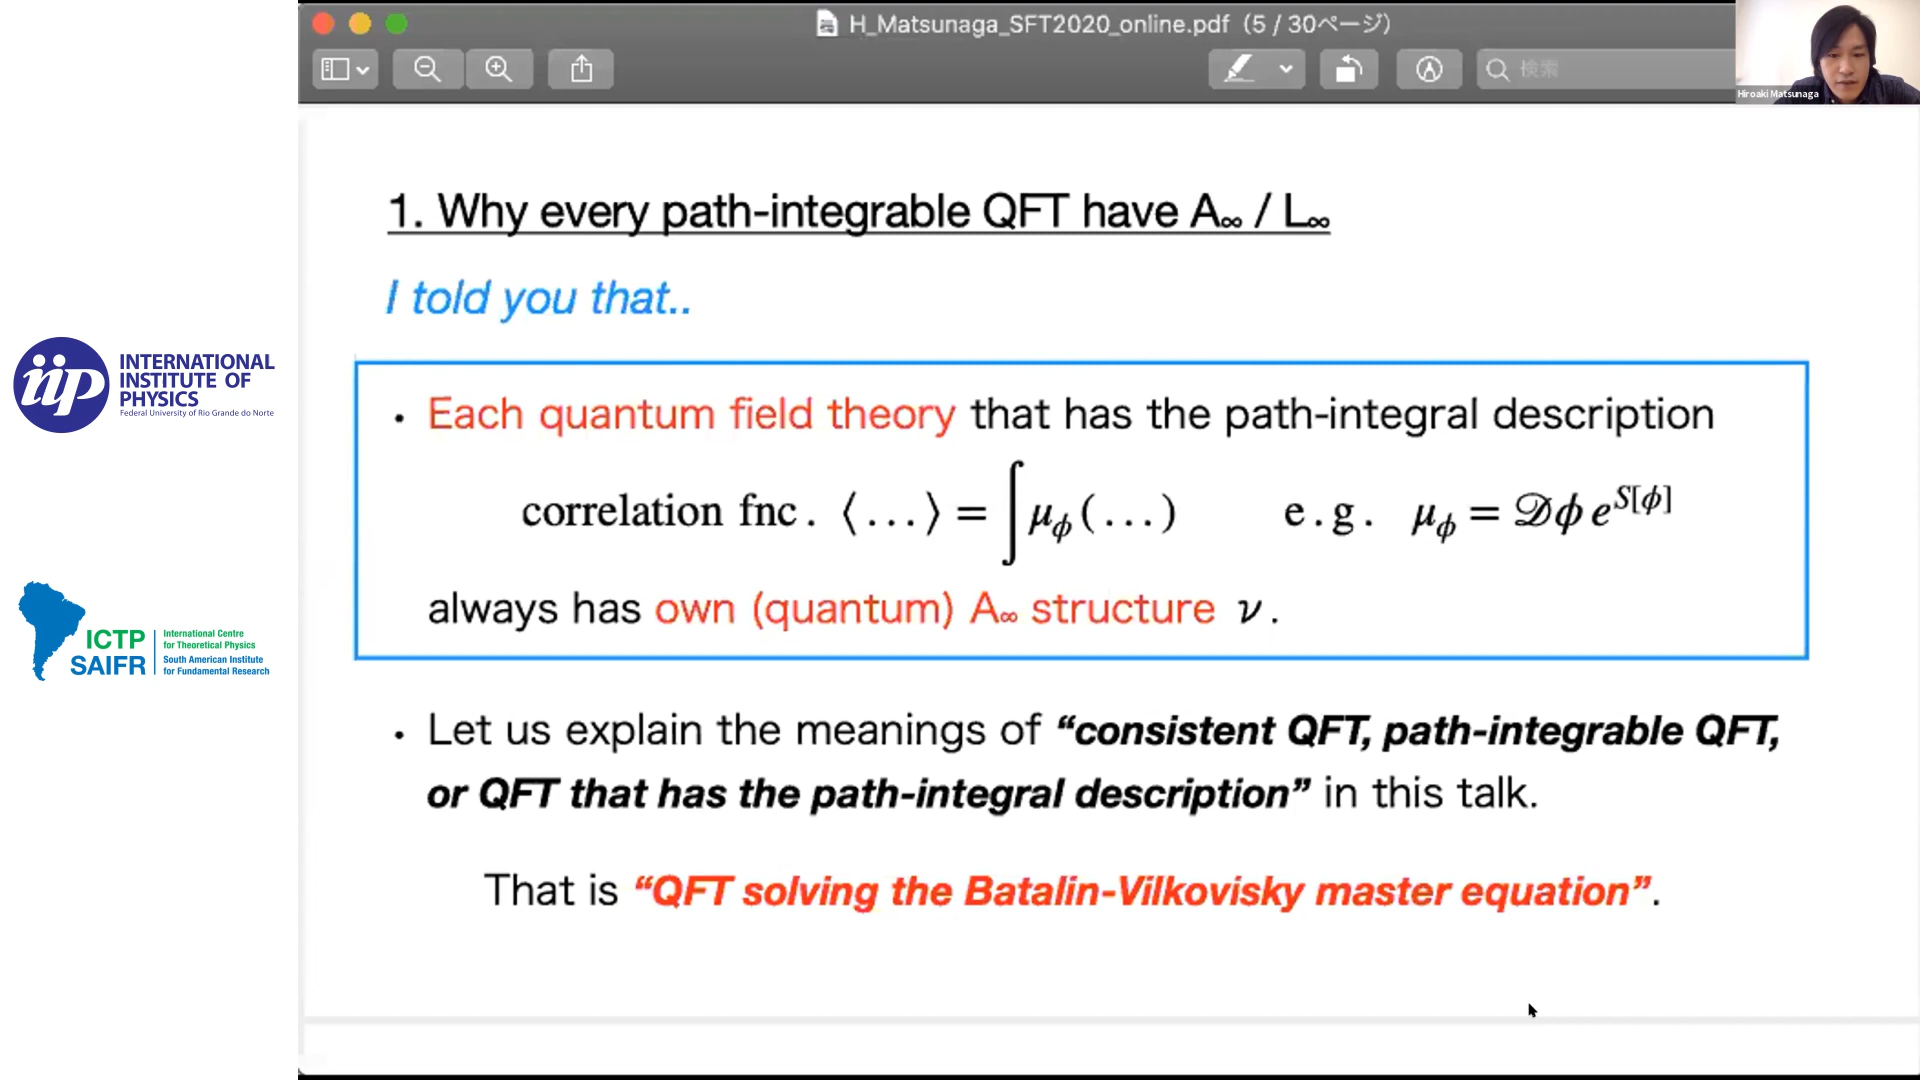 H_Matsunaga_SFT2020_online.pdf (5 / 30ページ)
検索
Hiroaki Matsunaga
1. Why every path-integrable QFT have A∞ / L∞
I told you that..
• Each quantum field theory that has the path-integral description
correlation fnc. ⟨…⟩ = ∫ μ_ϕ (…) e.g. μ_ϕ = 𝒟ϕ e^{S[ϕ]}
always has own (quantum) A∞ structure ν.
• Let us explain the meanings of “consistent QFT, path-integrable QFT,
or QFT that has the path-integral description” in this talk.
That is “QFT solving the Batalin-Vilkovisky master equation”.
iip
INTERNATIONAL
INSTITUTE OF
PHYSICS
Federal University of Rio Grande do Norte
ICTP
SAIFR
International Centre
for Theoretical Physics
South American Institute
for Fundamental Research